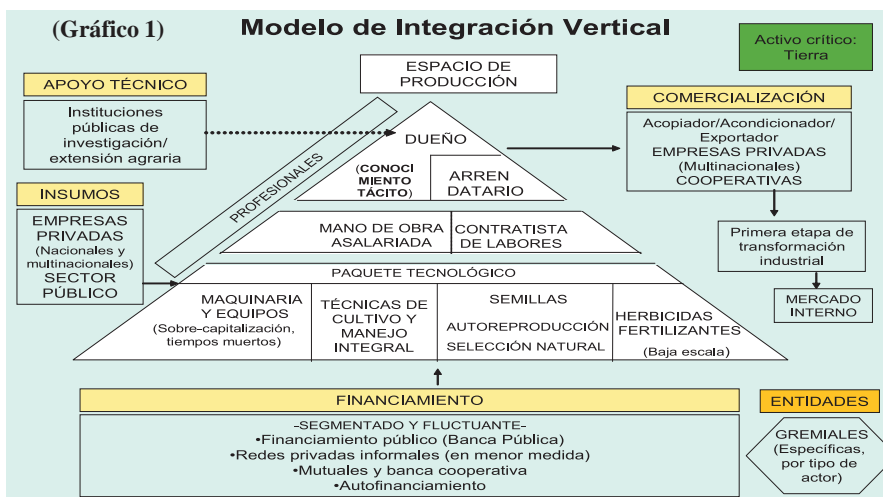 (Gráfico 1)
Modelo de Integración Vertical
Activo crítico:
Tierra
ESPACIO DE
PRODUCCIÓN
APOYO TÉCNICO
Instituciones
públicas de
investigación/
extensión agraria
INSUMOS
EMPRESAS
PRIVADAS
(Nacionales y
multinacionales)
SECTOR
PÚBLICO
PROFESIONALES
DUEÑO
(CONOCI
MIENTO
TÁCITO)
ARREN
DATARIO
MANO DE OBRA
ASALARIADA
CONTRATISTA
DE LABORES
PAQUETE TECNOLÓGICO
MAQUINARIA
Y EQUIPOS
(Sobre-capitalización,
tiempos muertos)
TÉCNICAS DE
CULTIVO Y
MANEJO
INTEGRAL
SEMILLAS
AUTOREPRODUCCIÓN
SELECCIÓN NATURAL
HERBICIDAS
FERTILIZANTES
(Baja escala)
COMERCIALIZACIÓN
Acopiador/Acondicionador/
Exportador
EMPRESAS PRIVADAS
(Multinacionales)
COOPERATIVAS
Primera etapa de
transformación
industrial
MERCADO
INTERNO
FINANCIAMIENTO
-SEGMENTADO Y FLUCTUANTE-
•Financiamiento público (Banca Pública)
•Redes privadas informales (en menor medida)
•Mutuales y banca cooperativa
•Autofinanciamiento
ENTIDADES
GREMIALES
(Específicas,
por tipo de
actor)